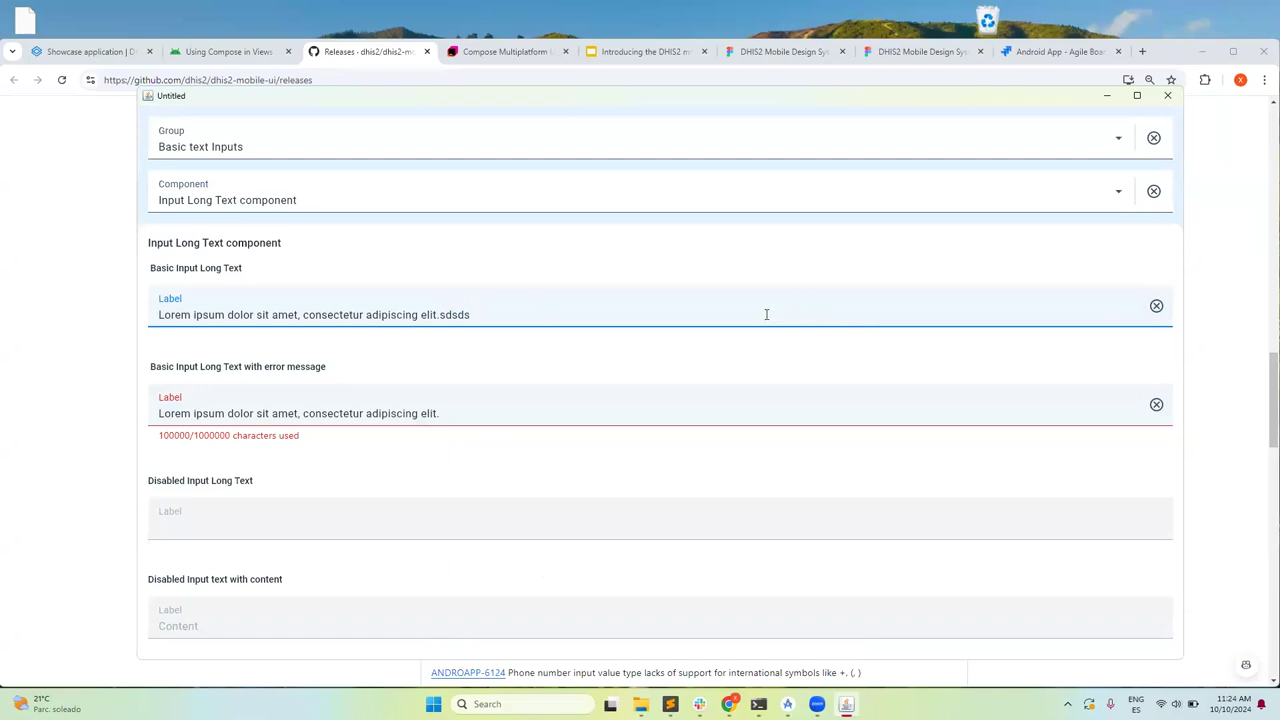 Showcase application | D
Using Compose in Views
Releases · dhis2/dhis2-mo
Compose Multiplatform U
Introducing the DHIS2 m
DHIS2 Mobile Design Sys
DHIS2 Mobile Design Sys
Android App - Agile Boa
https://github.com/dhis2/dhis2-mobile-ui/releases
X
Untitled
Group
Basic text Inputs
Component
Input Long Text component
Input Long Text component
Basic Input Long Text
Label
Lorem ipsum dolor sit amet, consectetur adipiscing elit.sdsds
Basic Input Long Text with error message
Label
Lorem ipsum dolor sit amet, consectetur adipiscing elit.
100000/1000000 characters used
Disabled Input Long Text
Label
Disabled Input text with content
Label
Content
ANDROAPP-6124 Phone number input value type lacks of support for international symbols like +, (, )
21°C
Parc. soleado
Search
zoom
ENG
ES
11:24 AM
10/10/2024